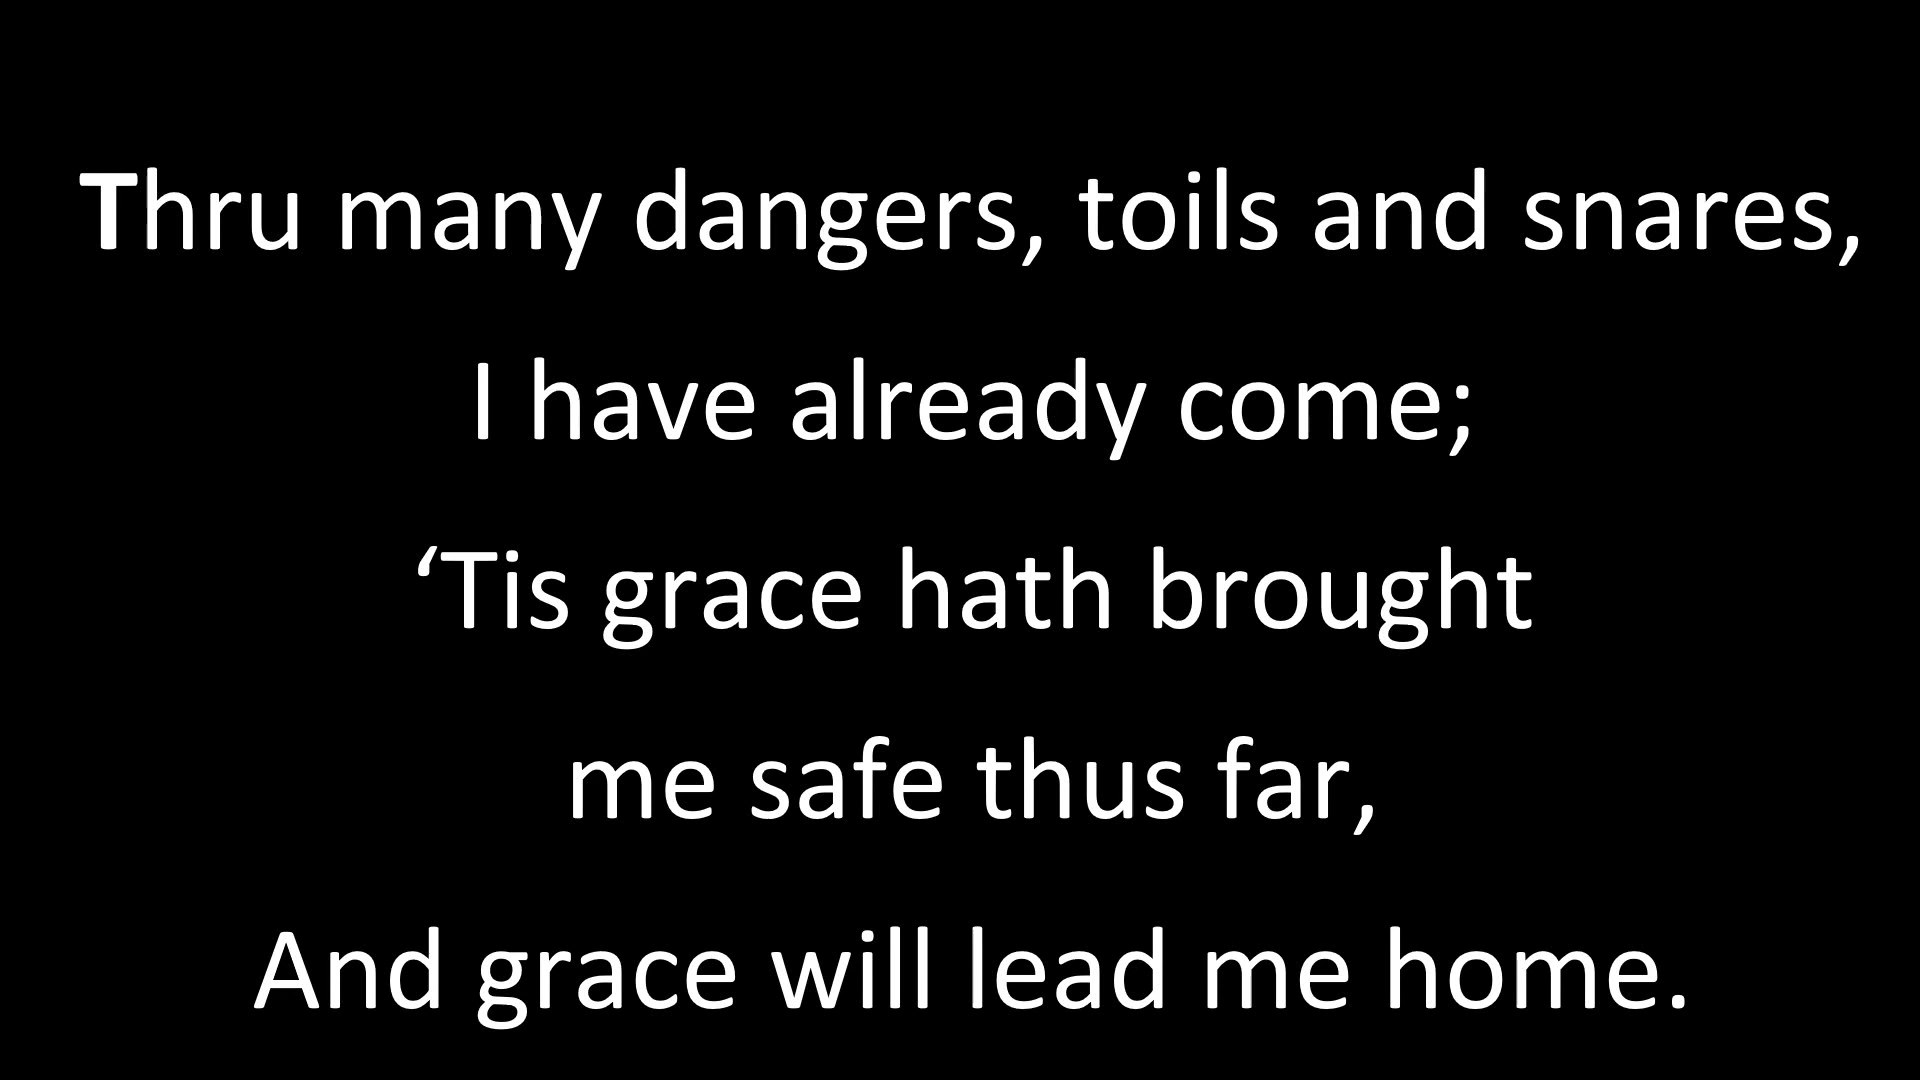 Thru many dangers, toils and snares,
I have already come;
‘Tis grace hath brought
me safe thus far,
And grace will lead me home.